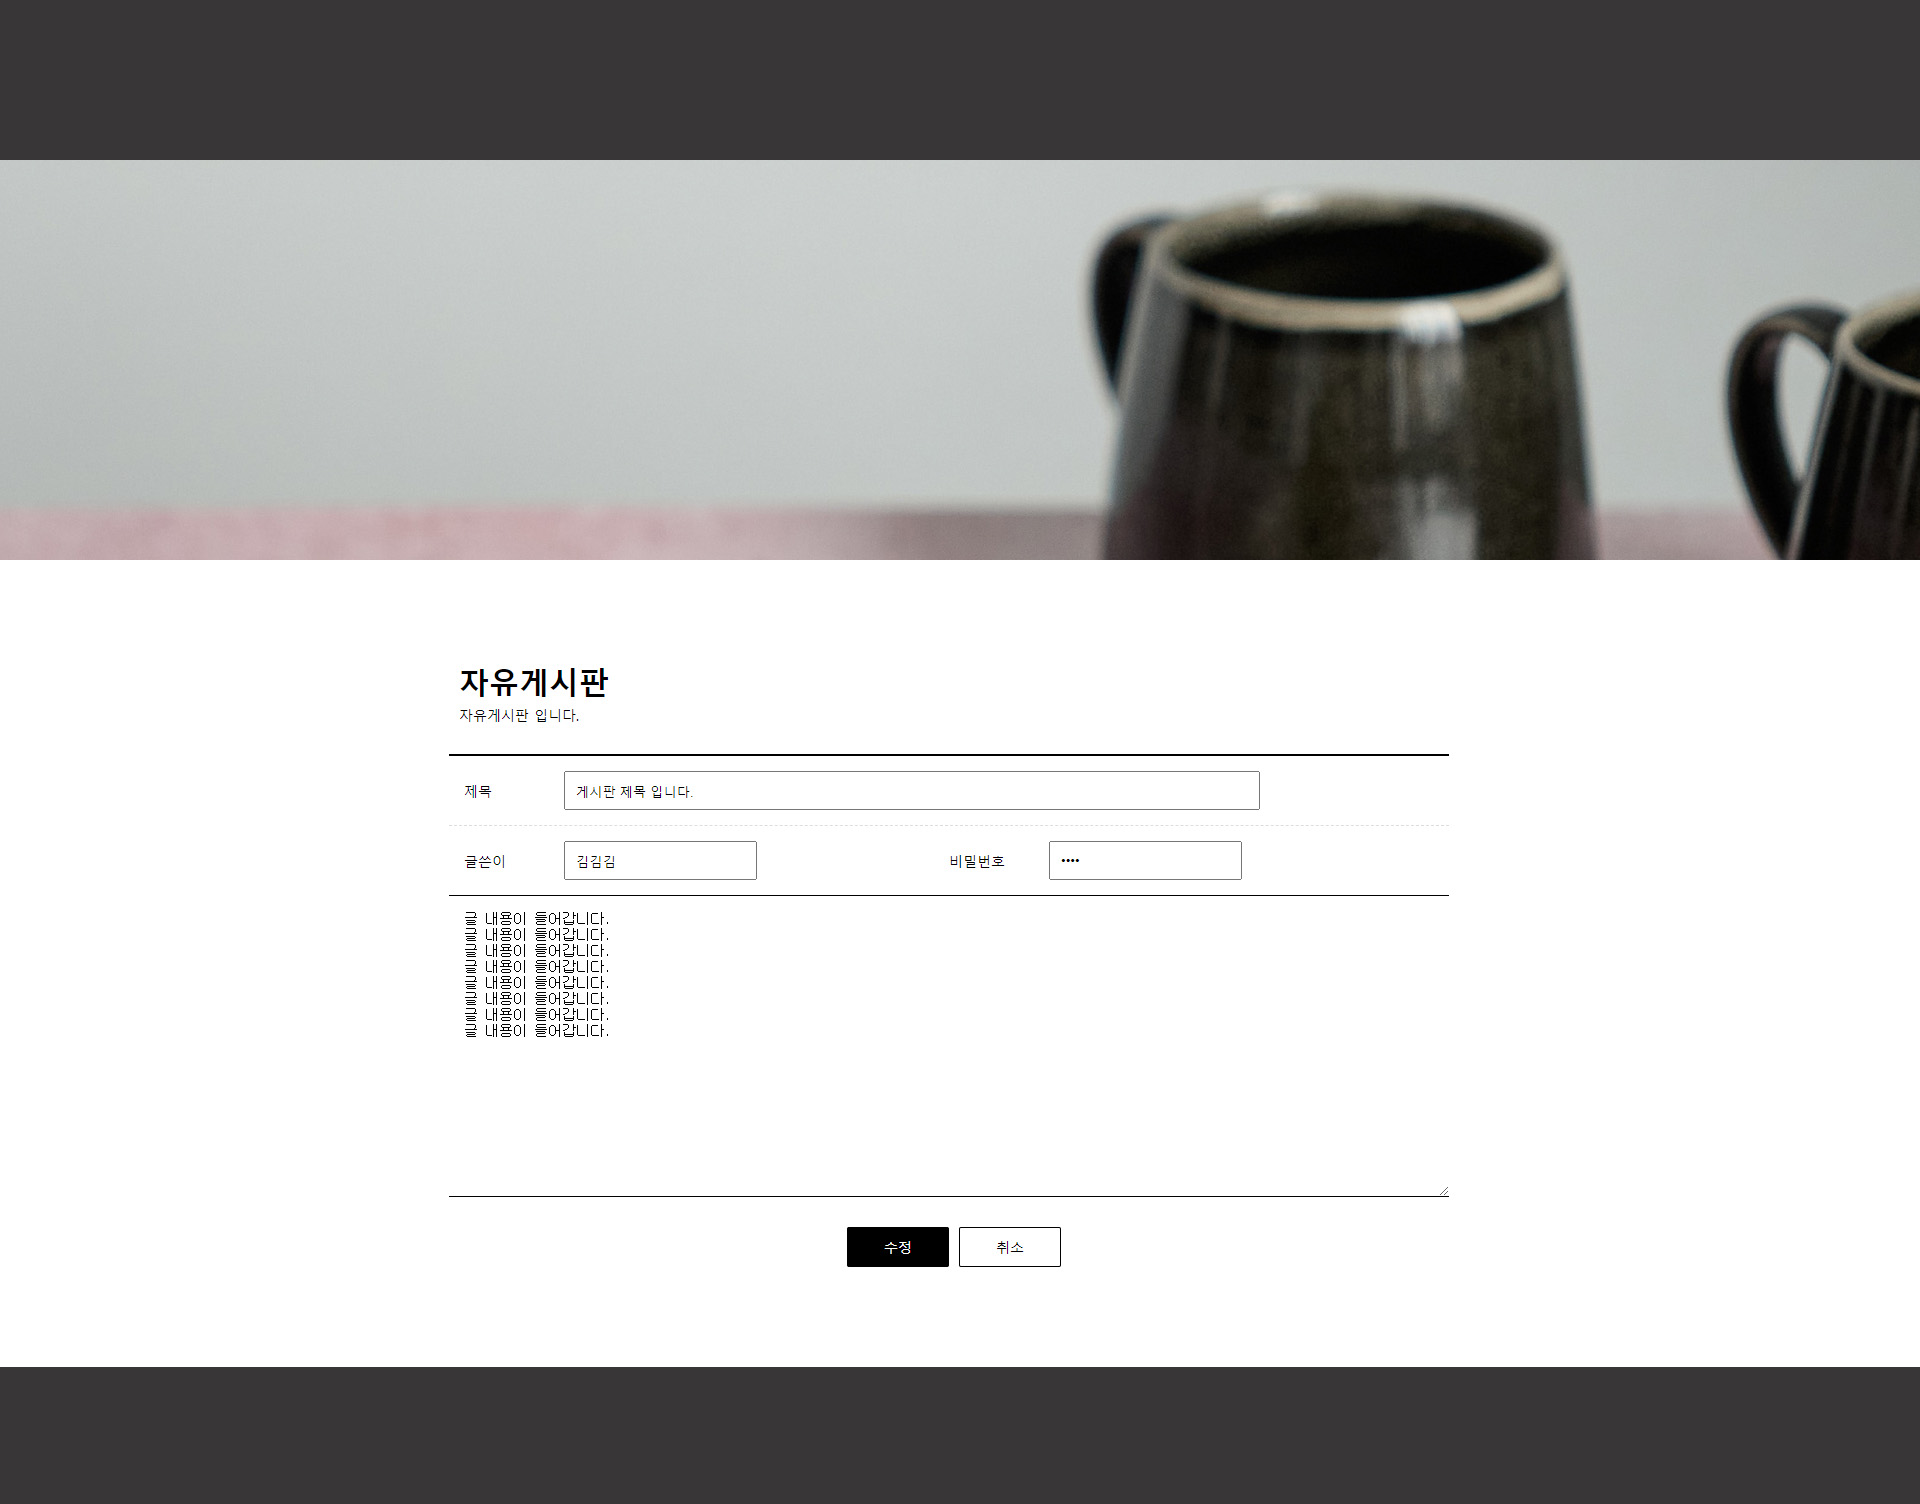 자유게시판
자유게시판 입니다.
제목
게시판 제목 입니다.
글쓴이
김김김
비밀번호
••••
글 내용이 들어갑니다.
글 내용이 들어갑니다.
글 내용이 들어갑니다.
글 내용이 들어갑니다.
글 내용이 들어갑니다.
글 내용이 들어갑니다.
글 내용이 들어갑니다.
글 내용이 들어갑니다.
수정
취소